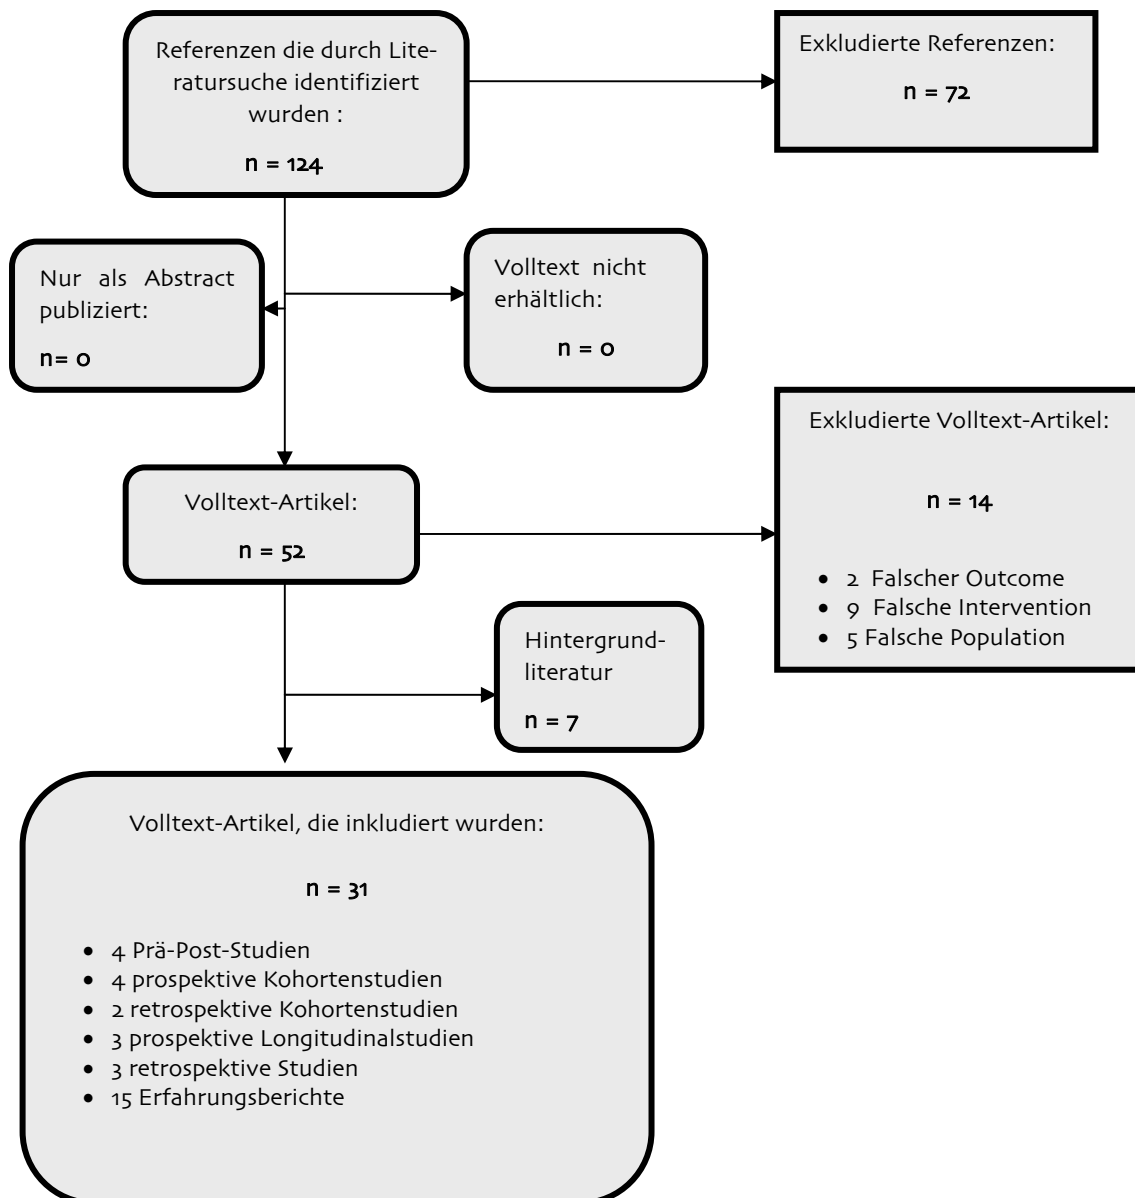 Referenzen die durch Lite-
ratursuche identifiziert
wurden :
n = 124
Exkludierte Referenzen:
n = 72
Nur als Abstract
publiziert:
n= 0
Volltext nicht
erhältlich:
n = 0
Volltext-Artikel:
n = 52
Exkludierte Volltext-Artikel:
n = 14
• 2 Falscher Outcome
• 9 Falsche Intervention
• 5 Falsche Population
Hintergrund-
literatur
n = 7
Volltext-Artikel, die inkludiert wurden:
n = 31
• 4 Prä-Post-Studien
• 4 prospektive Kohortenstudien
• 2 retrospektive Kohortenstudien
• 3 prospektive Longitudinalstudien
• 3 retrospektive Studien
• 15 Erfahrungsberichte